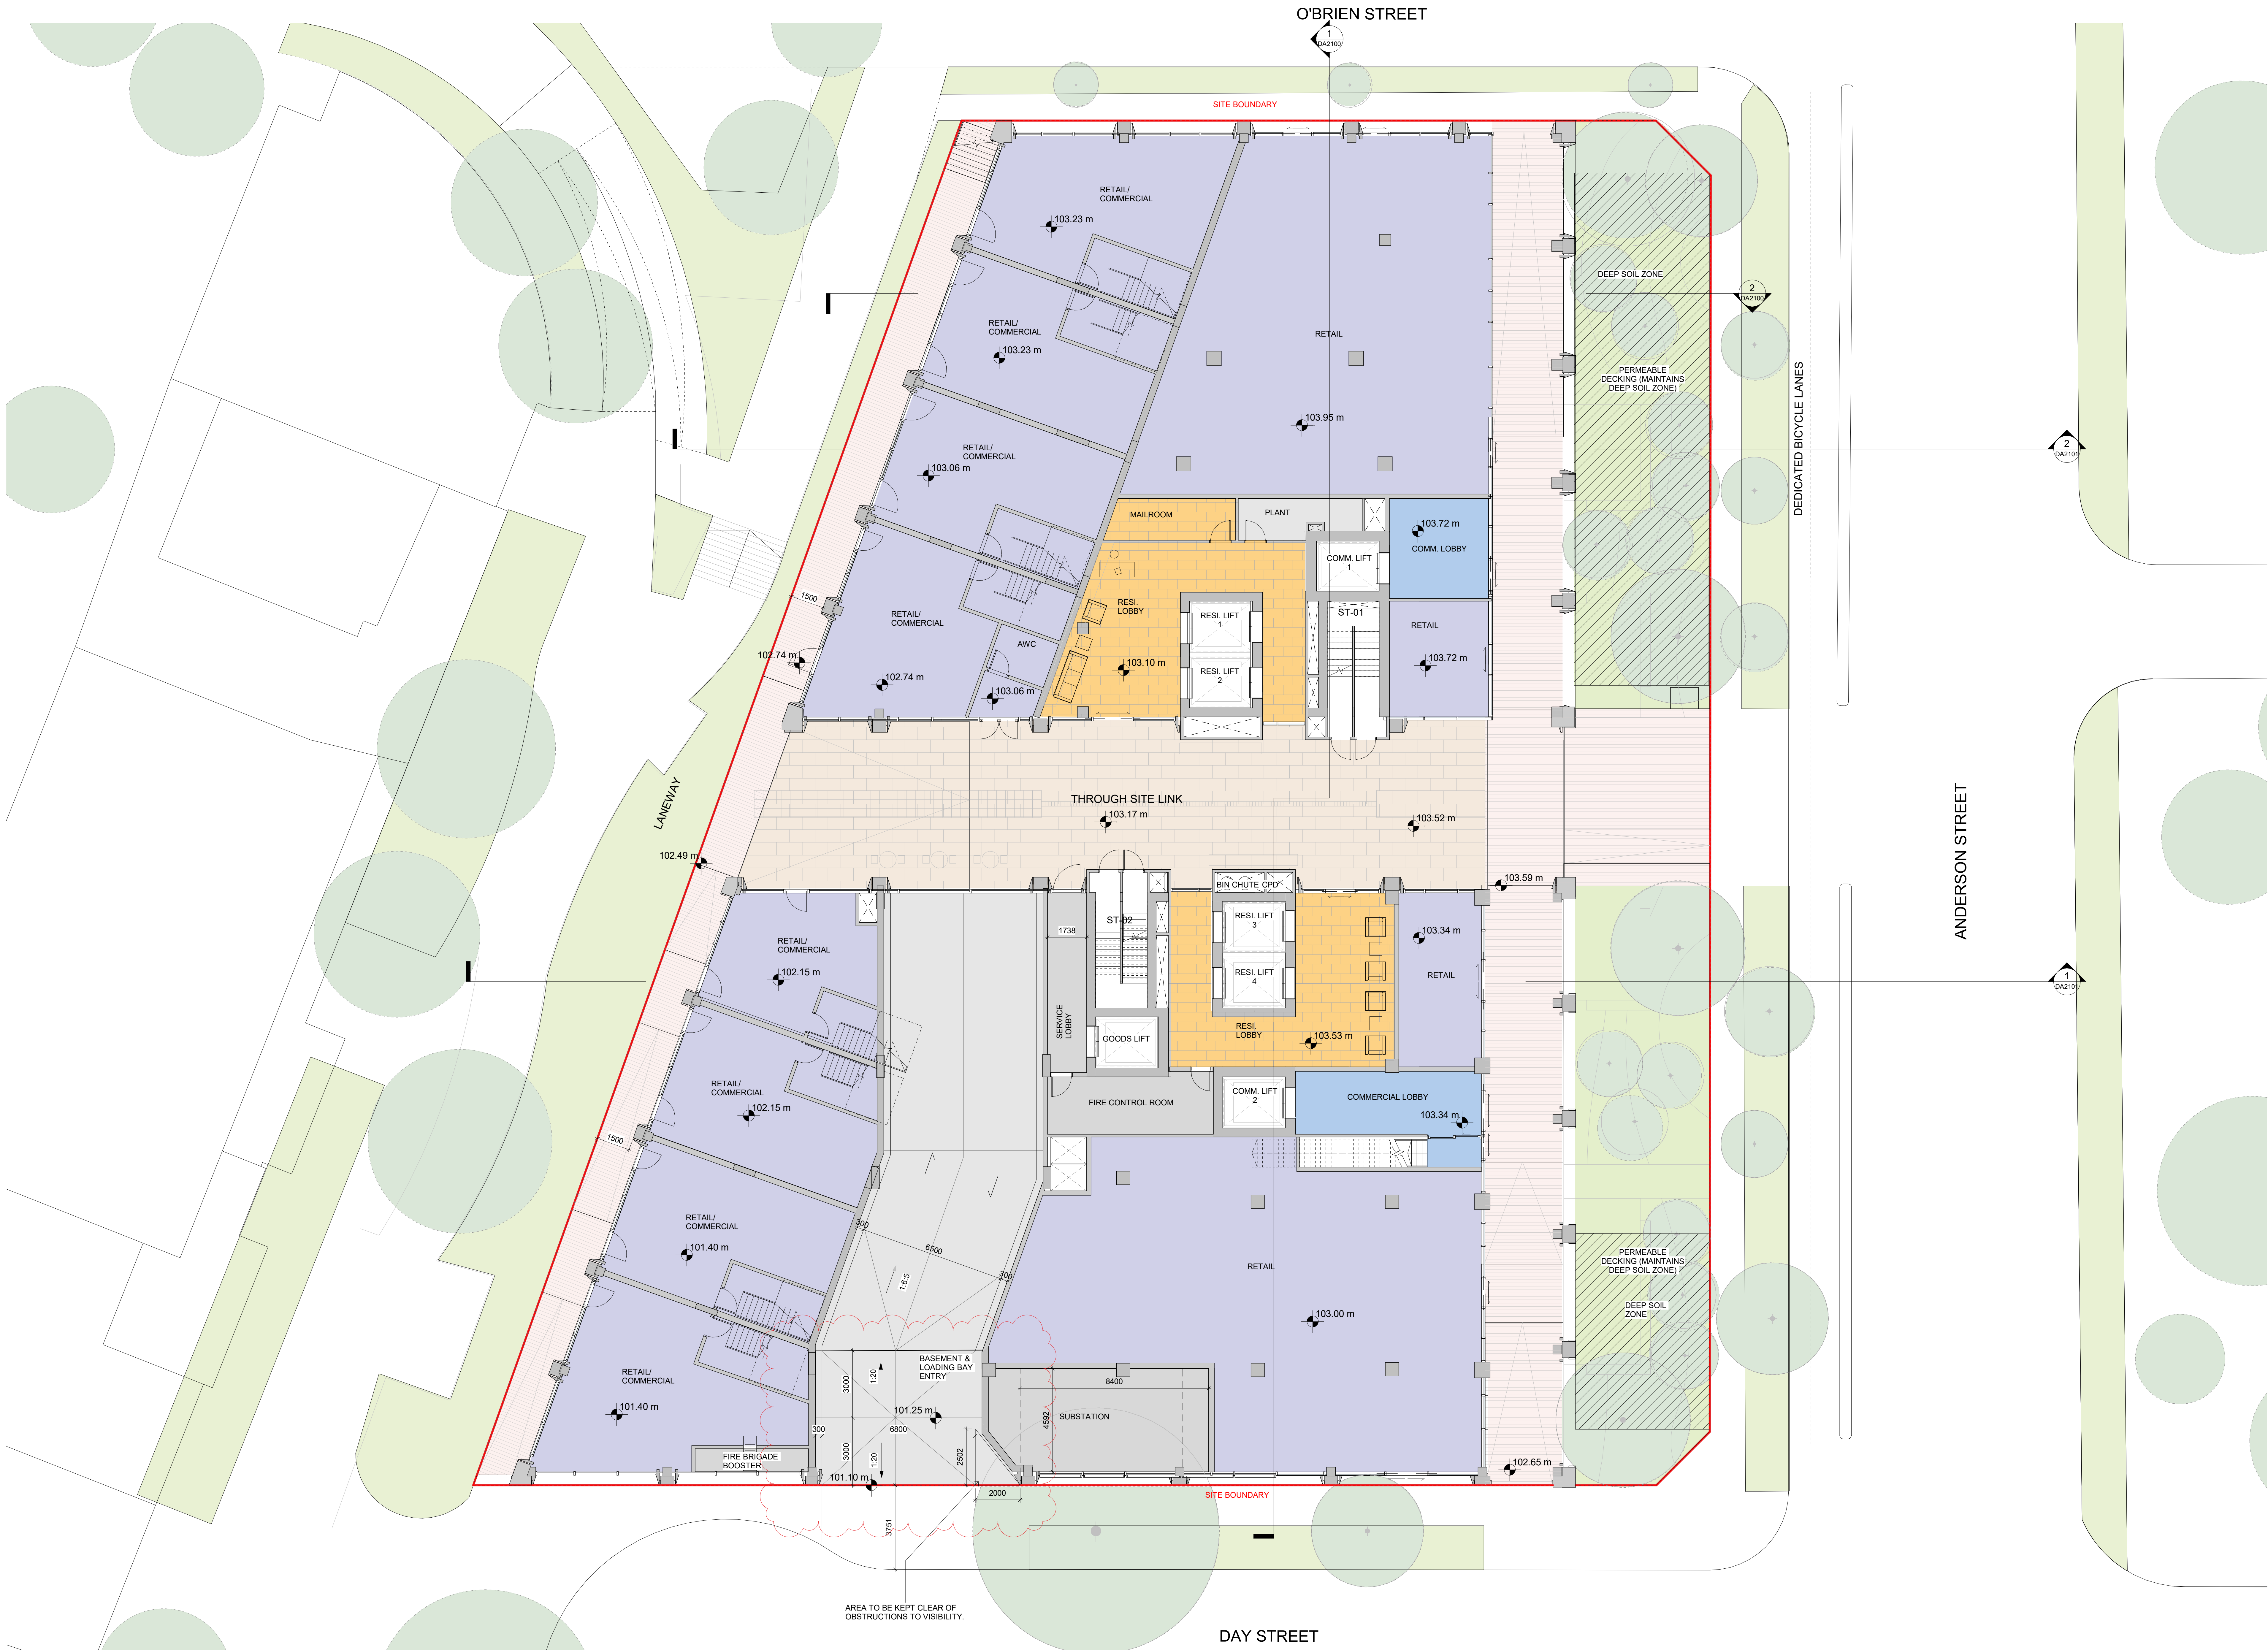 O'BRIEN STREET
1
DA2100
SITE BOUNDARY
RETAIL/
COMMERCIAL
103.23 m
DEEP SOIL ZONE
2
DA2100
RETAIL/
COMMERCIAL
103.23 m
RETAIL
PERMEABLE
DECKING (MAINTAINS
DEEP SOIL ZONE)
DEDICATED BICYCLE LANES
103.95 m
RETAIL/
COMMERCIAL
103.06 m
2
DA2101
MAILROOM
PLANT
103.72 m
COMM. LOBBY
COMM. LIFT
1
1500
RETAIL/
COMMERCIAL
RESI.
LOBBY
RESI. LIFT
1
ST-01
RETAIL
AWC
102.74 m
102.74 m
103.06 m
103.10 m
RESI. LIFT
2
103.72 m
LANEWAY
THROUGH SITE LINK
103.17 m
103.52 m
ANDERSON STREET
102.49 m
BIN CHUTE CPD
103.59 m
ST-02
1738
RESI. LIFT
3
103.34 m
RETAIL/
COMMERCIAL
102.15 m
RESI. LIFT
4
RETAIL
1
DA2101
SERVICE
LOBBY
GOODS LIFT
RESI.
LOBBY
103.53 m
RETAIL/
COMMERCIAL
102.15 m
FIRE CONTROL ROOM
COMM. LIFT
2
COMMERCIAL LOBBY
103.34 m
1500
RETAIL/
COMMERCIAL
101.40 m
300
6500
300
1:6.5
RETAIL
PERMEABLE
DECKING (MAINTAINS
DEEP SOIL ZONE)
DEEP SOIL
ZONE
103.00 m
RETAIL/
COMMERCIAL
101.40 m
BASEMENT &
LOADING BAY
ENTRY
3000
1:20
101.25 m
8400
4592
SUBSTATION
300
6800
3000
1:20
2502
FIRE BRIGADE
BOOSTER
101.10 m
102.65 m
2000
SITE BOUNDARY
3751
AREA TO BE KEPT CLEAR OF
OBSTRUCTIONS TO VISIBILITY.
DAY STREET